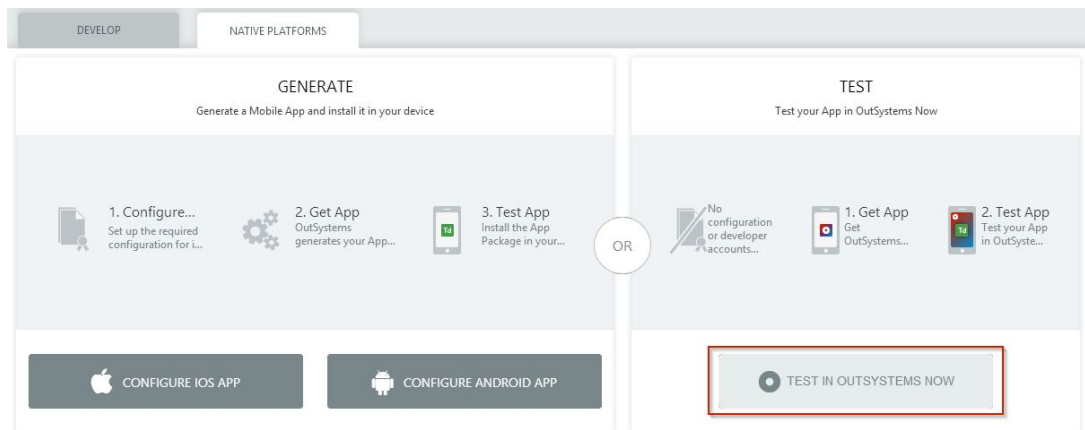 DEVELOP
NATIVE PLATFORMS
GENERATE
Generate a Mobile App and install it in your device
1. Configure...
Set up the required
configuration for i...
2. Get App
OutSystems
generates your App...
Td
3. Test App
Install the App
Package in your...
CONFIGURE IOS APP
CONFIGURE ANDROID APP
OR
TEST
Test your App in OutSystems Now
No
configuration
or developer
accounts...
1. Get App
Get
OutSystems...
Td
2. Test App
Test your App
in OutSyste...
TEST IN OUTSYSTEMS NOW